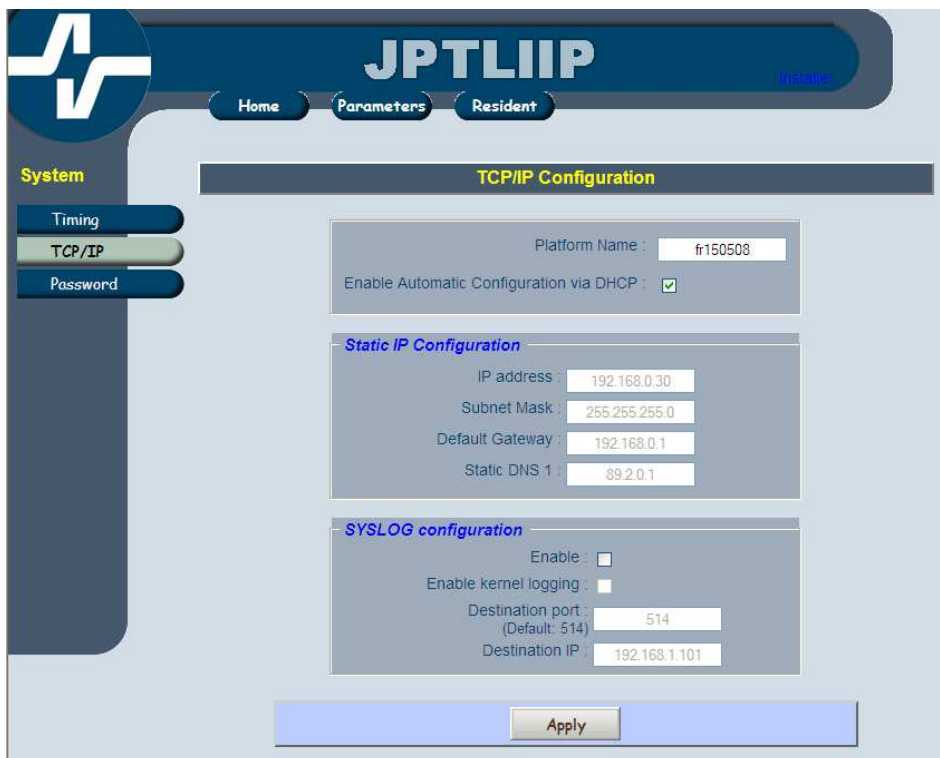 JPTLIIP
Installer
Home Parameters Resident
System
Timing
TCP/IP
Password
TCP/IP Configuration
Platform Name : fr150508
Enable Automatic Configuration via DHCP :
Static IP Configuration
IP address : 192.168.0.30
Subnet Mask : 255.255.255.0
Default Gateway : 192.168.0.1
Static DNS 1 : 89.2.0.1
SYSLOG configuration
Enable :
Enable kernel logging :
Destination port : 514
(Default: 514)
Destination IP : 192.168.1.101
Apply